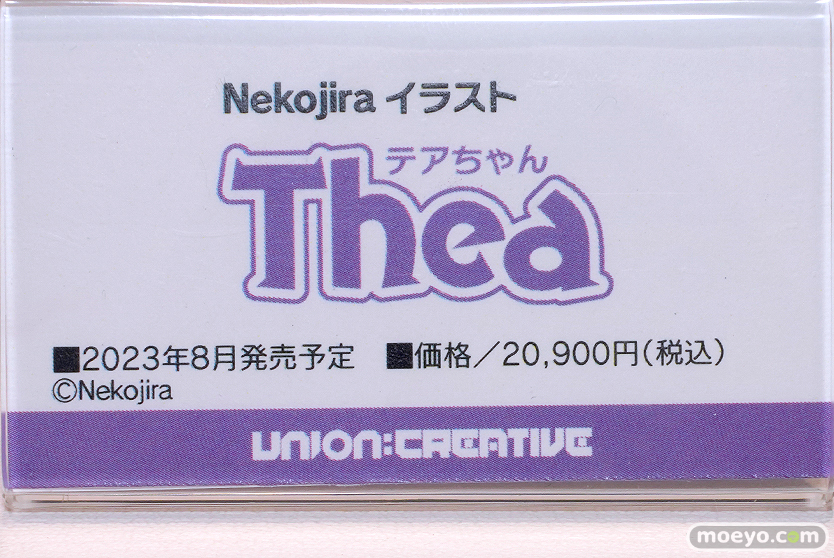 Nekojira イラスト
テアちゃん
Thea
■2023年8月発売予定 ■価格／20,900円(税込)
©Nekojira
UNION:CREATIVE
moeyo.com